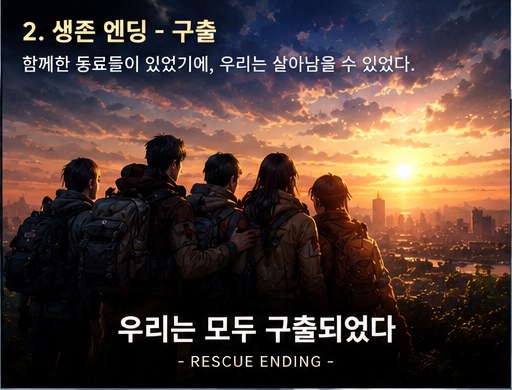 2. 생존 엔딩 - 구출
함께한 동료들이 있었기에, 우리는 살아남을 수 있었다.
우리는 모두 구출되었다
- RESCUE ENDING -